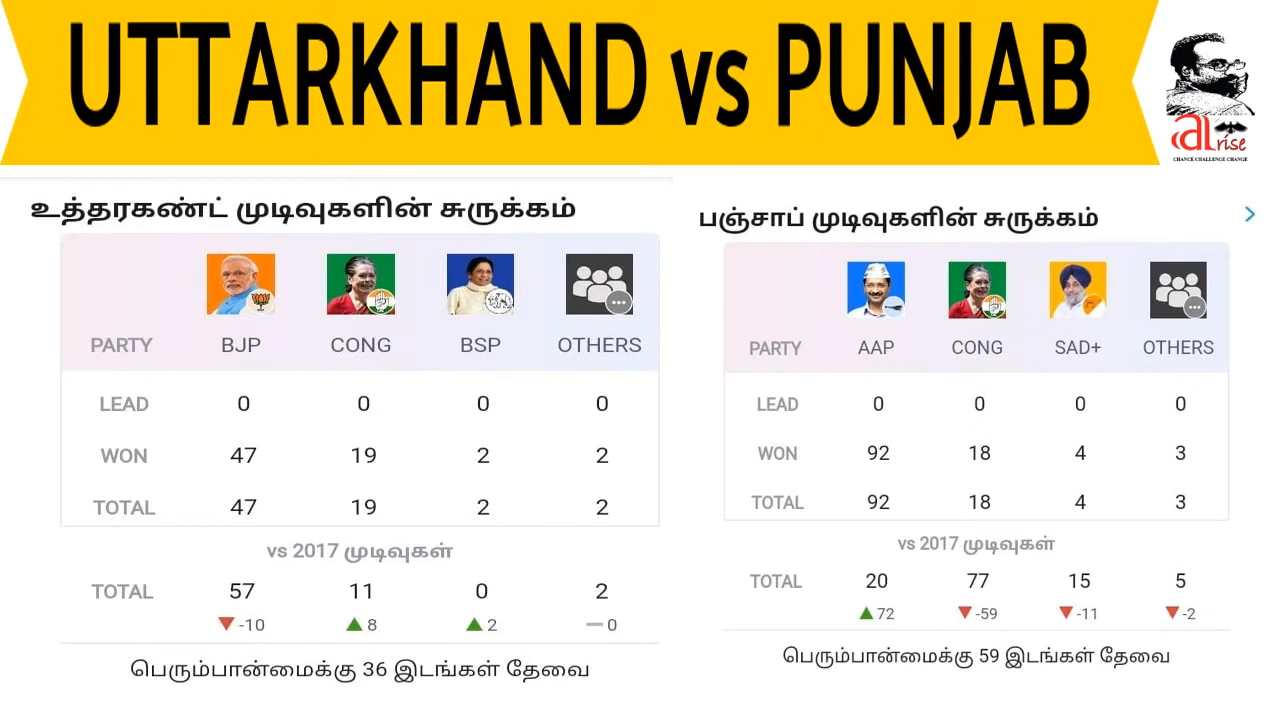 UTTARKHAND vs PUNJAB
aLrise
CHANCE CHALLENGE CHANGE
உத்தரகண்ட் முடிவுகளின் சுருக்கம்
PARTY BJP CONG BSP OTHERS
LEAD 0 0 0 0
WON 47 19 2 2
TOTAL 47 19 2 2
vs 2017 முடிவுகள்
TOTAL 57 11 0 2
-10 8 2 0
பெரும்பான்மைக்கு 36 இடங்கள் தேவை
பஞ்சாப் முடிவுகளின் சுருக்கம்
PARTY AAP CONG SAD+ OTHERS
LEAD 0 0 0 0
WON 92 18 4 3
TOTAL 92 18 4 3
vs 2017 முடிவுகள்
TOTAL 20 77 15 5
72 -59 -11 -2
பெரும்பான்மைக்கு 59 இடங்கள் தேவை